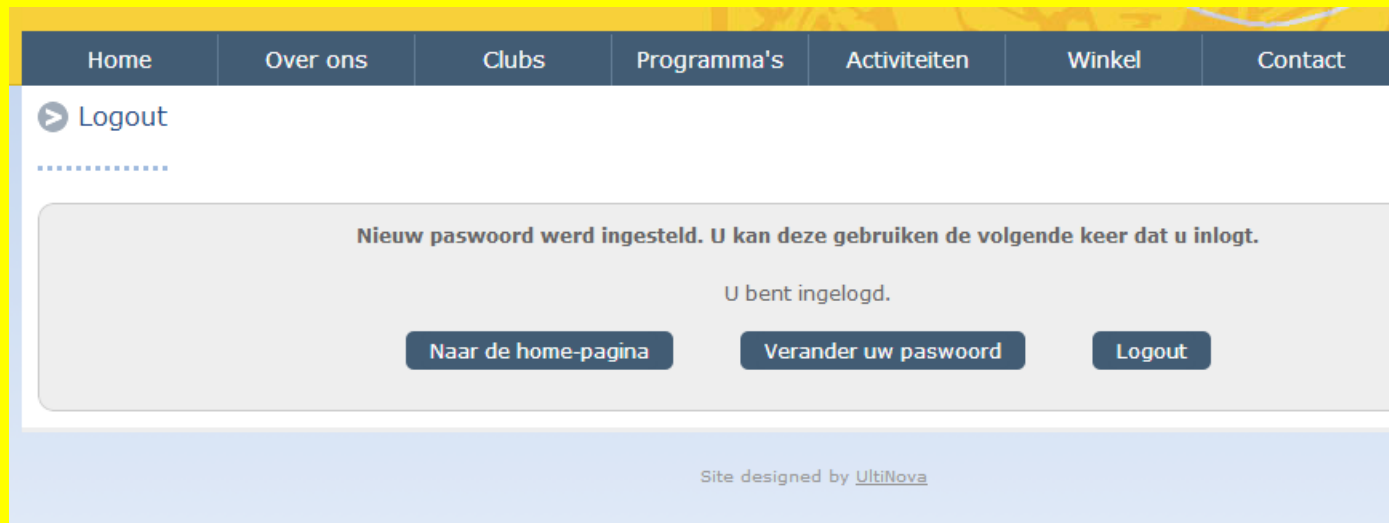 Home Over ons Clubs Programma's Activiteiten Winkel Contact
Logout
Nieuw paswoord werd ingesteld. U kan deze gebruiken de volgende keer dat u inlogt.
U bent ingelogd.
Naar de home-pagina Verander uw paswoord Logout
Site designed by UltiNova